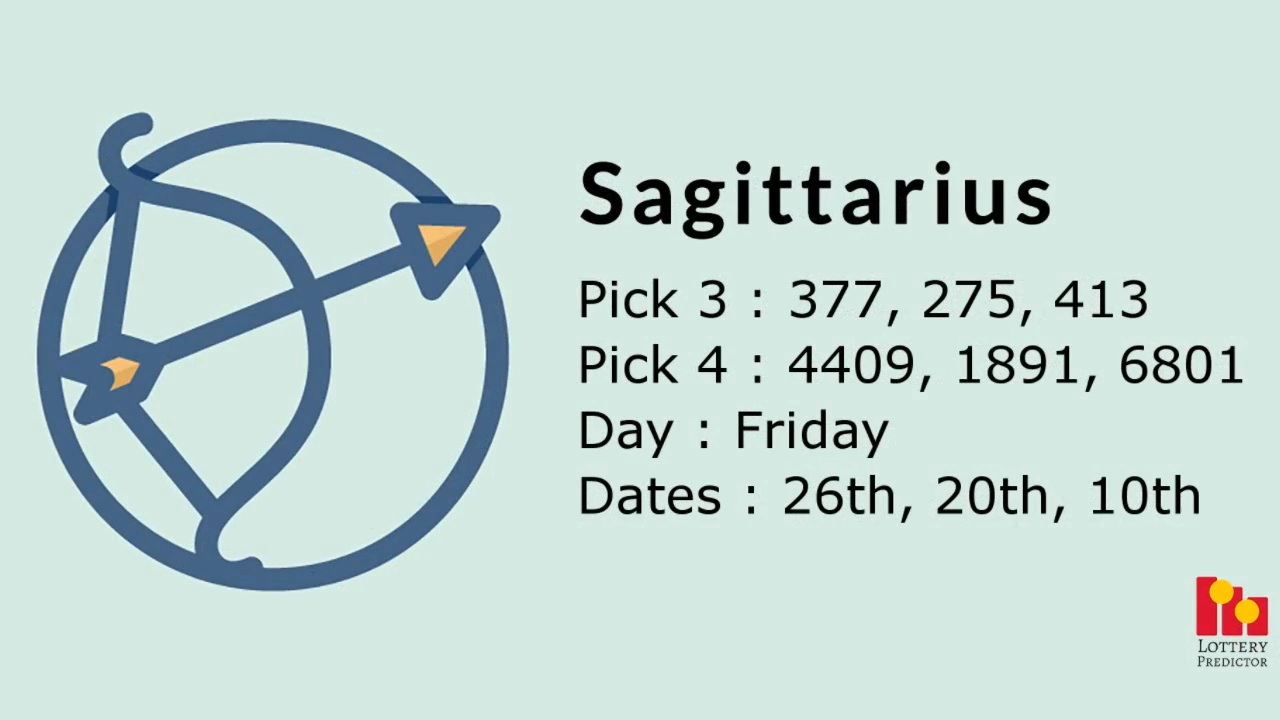 Sagittarius
Pick 3 : 377, 275, 413
Pick 4 : 4409, 1891, 6801
Day : Friday
Dates : 26th, 20th, 10th
LOTTERY
PREDICTOR